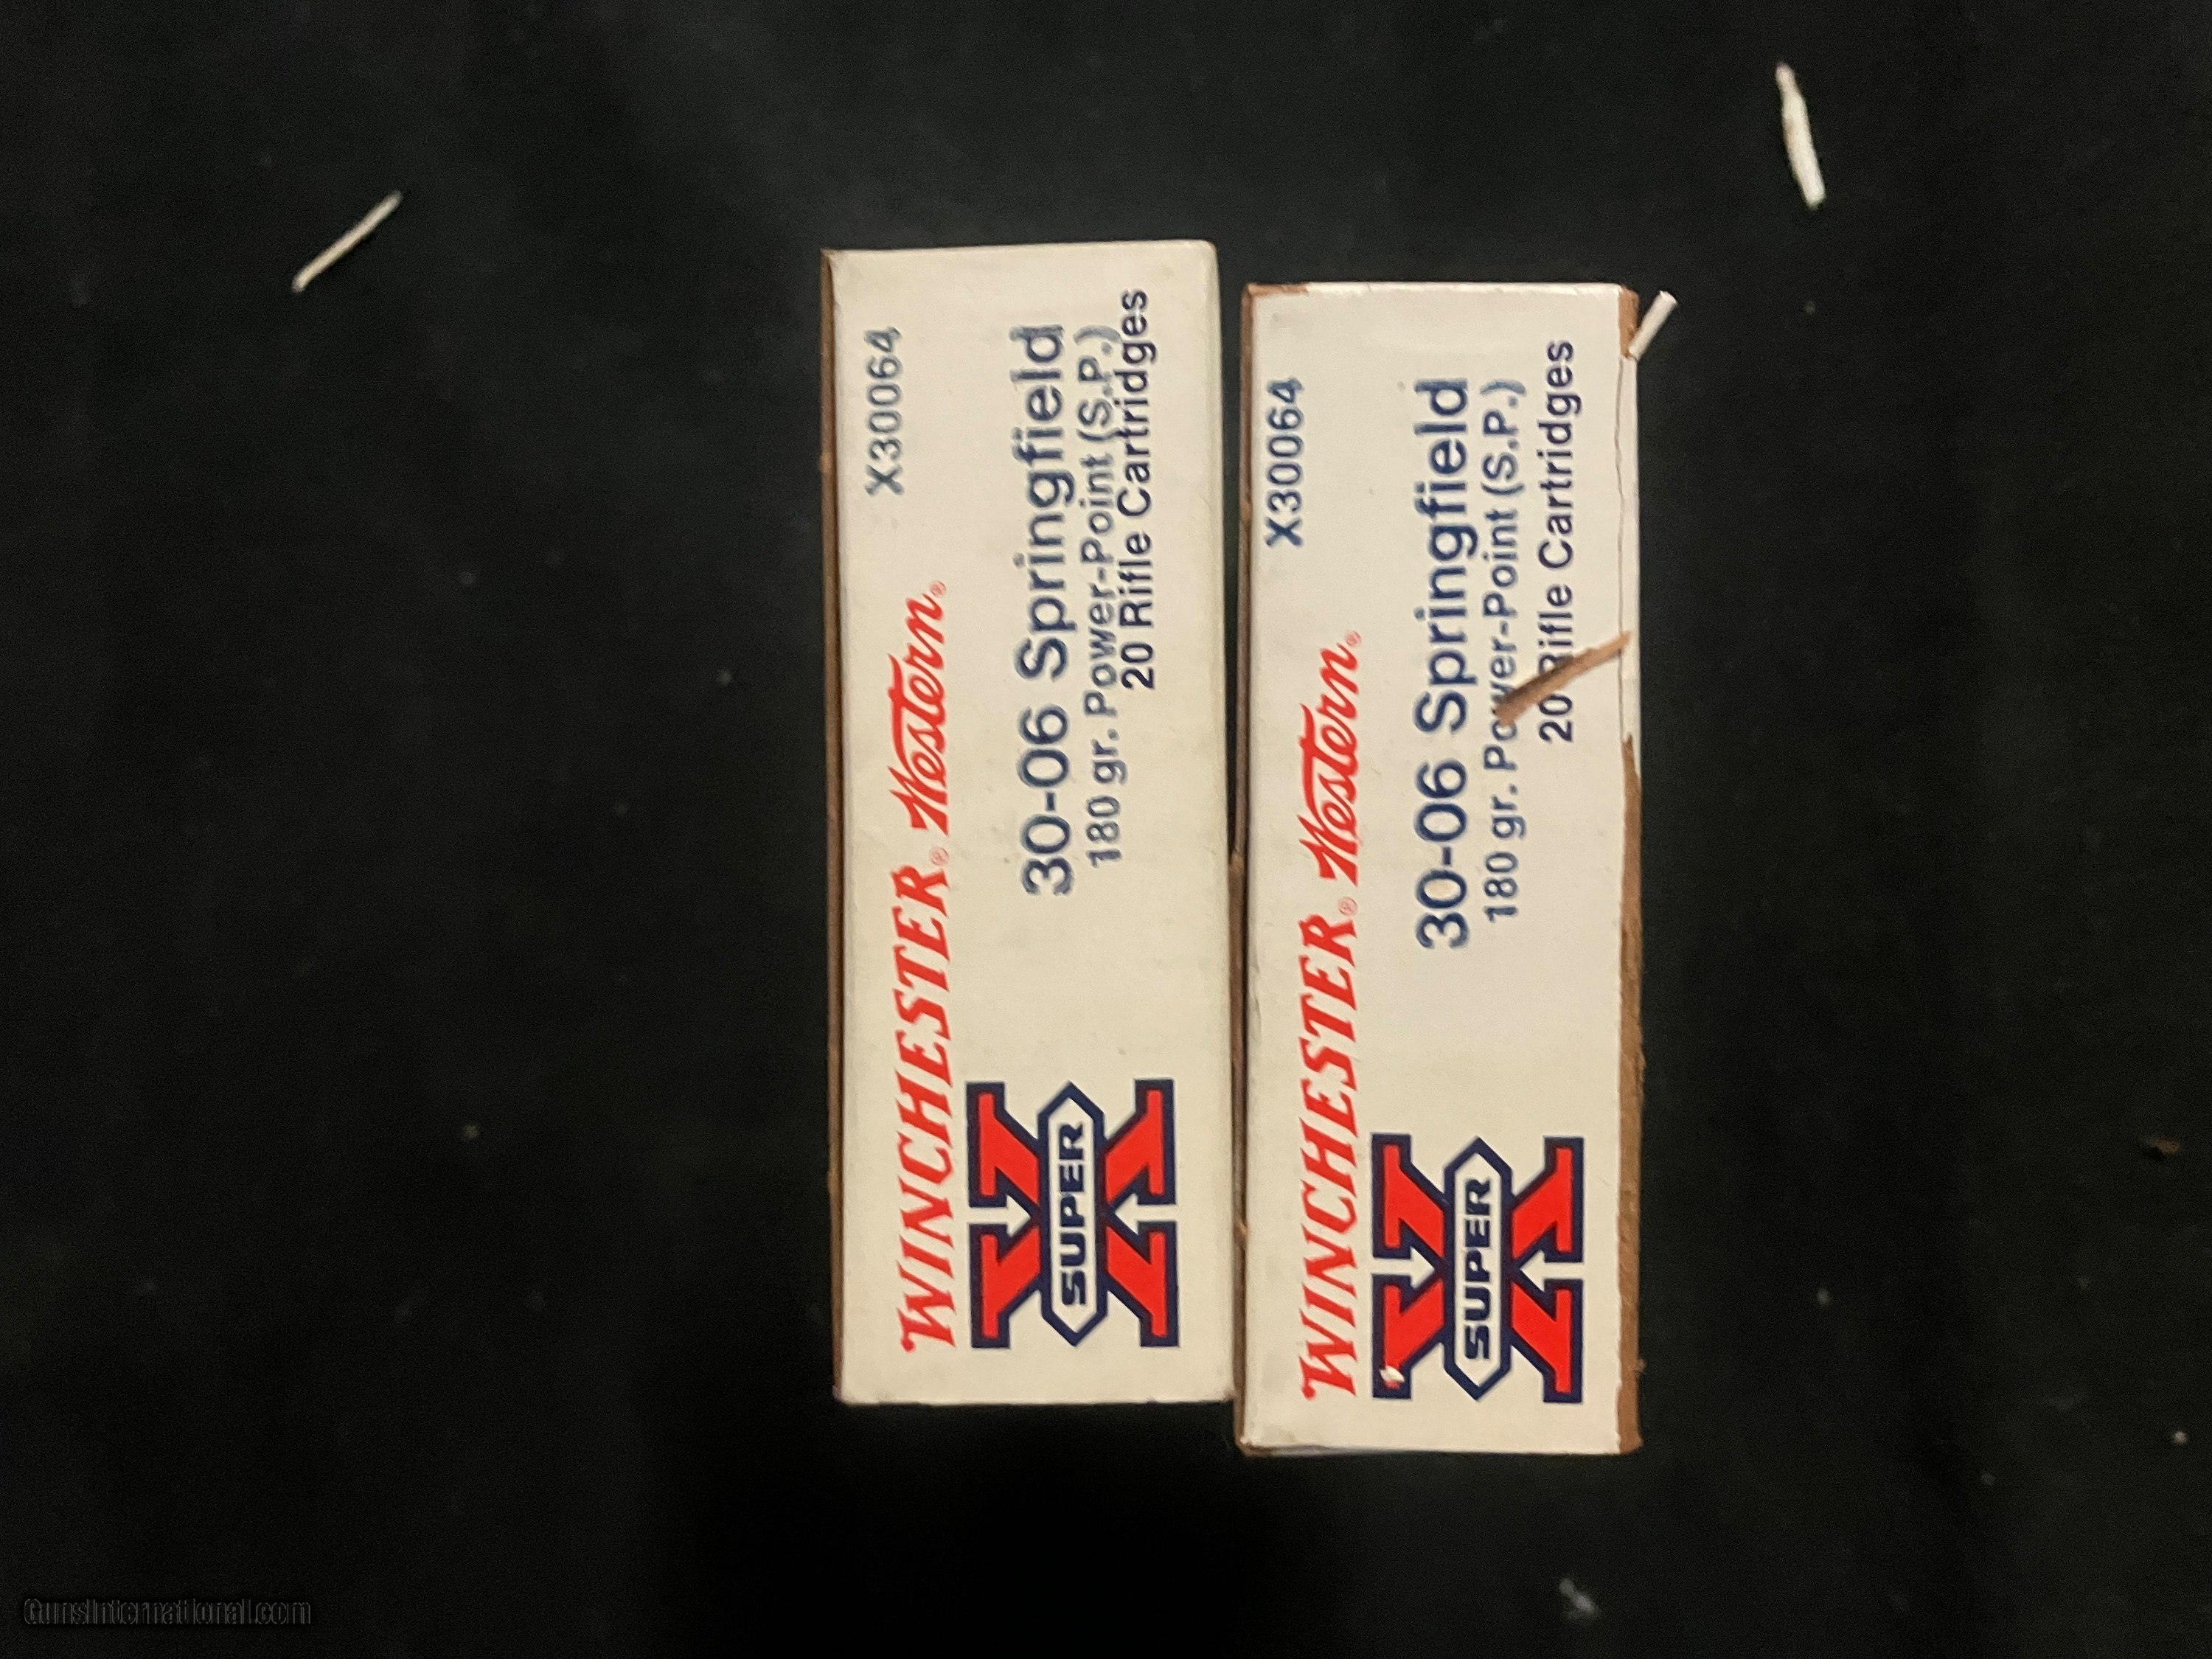 X30064
WINCHESTER® Western®
30-06 Springfield
180 gr. Power-Point (S.P.)
20 Rifle Cartridges
SUPER X
X30064
WINCHESTER® Western®
30-06 Springfield
180 gr. Power-Point (S.P.)
20 Rifle Cartridges
SUPER X
GunsInternational.com